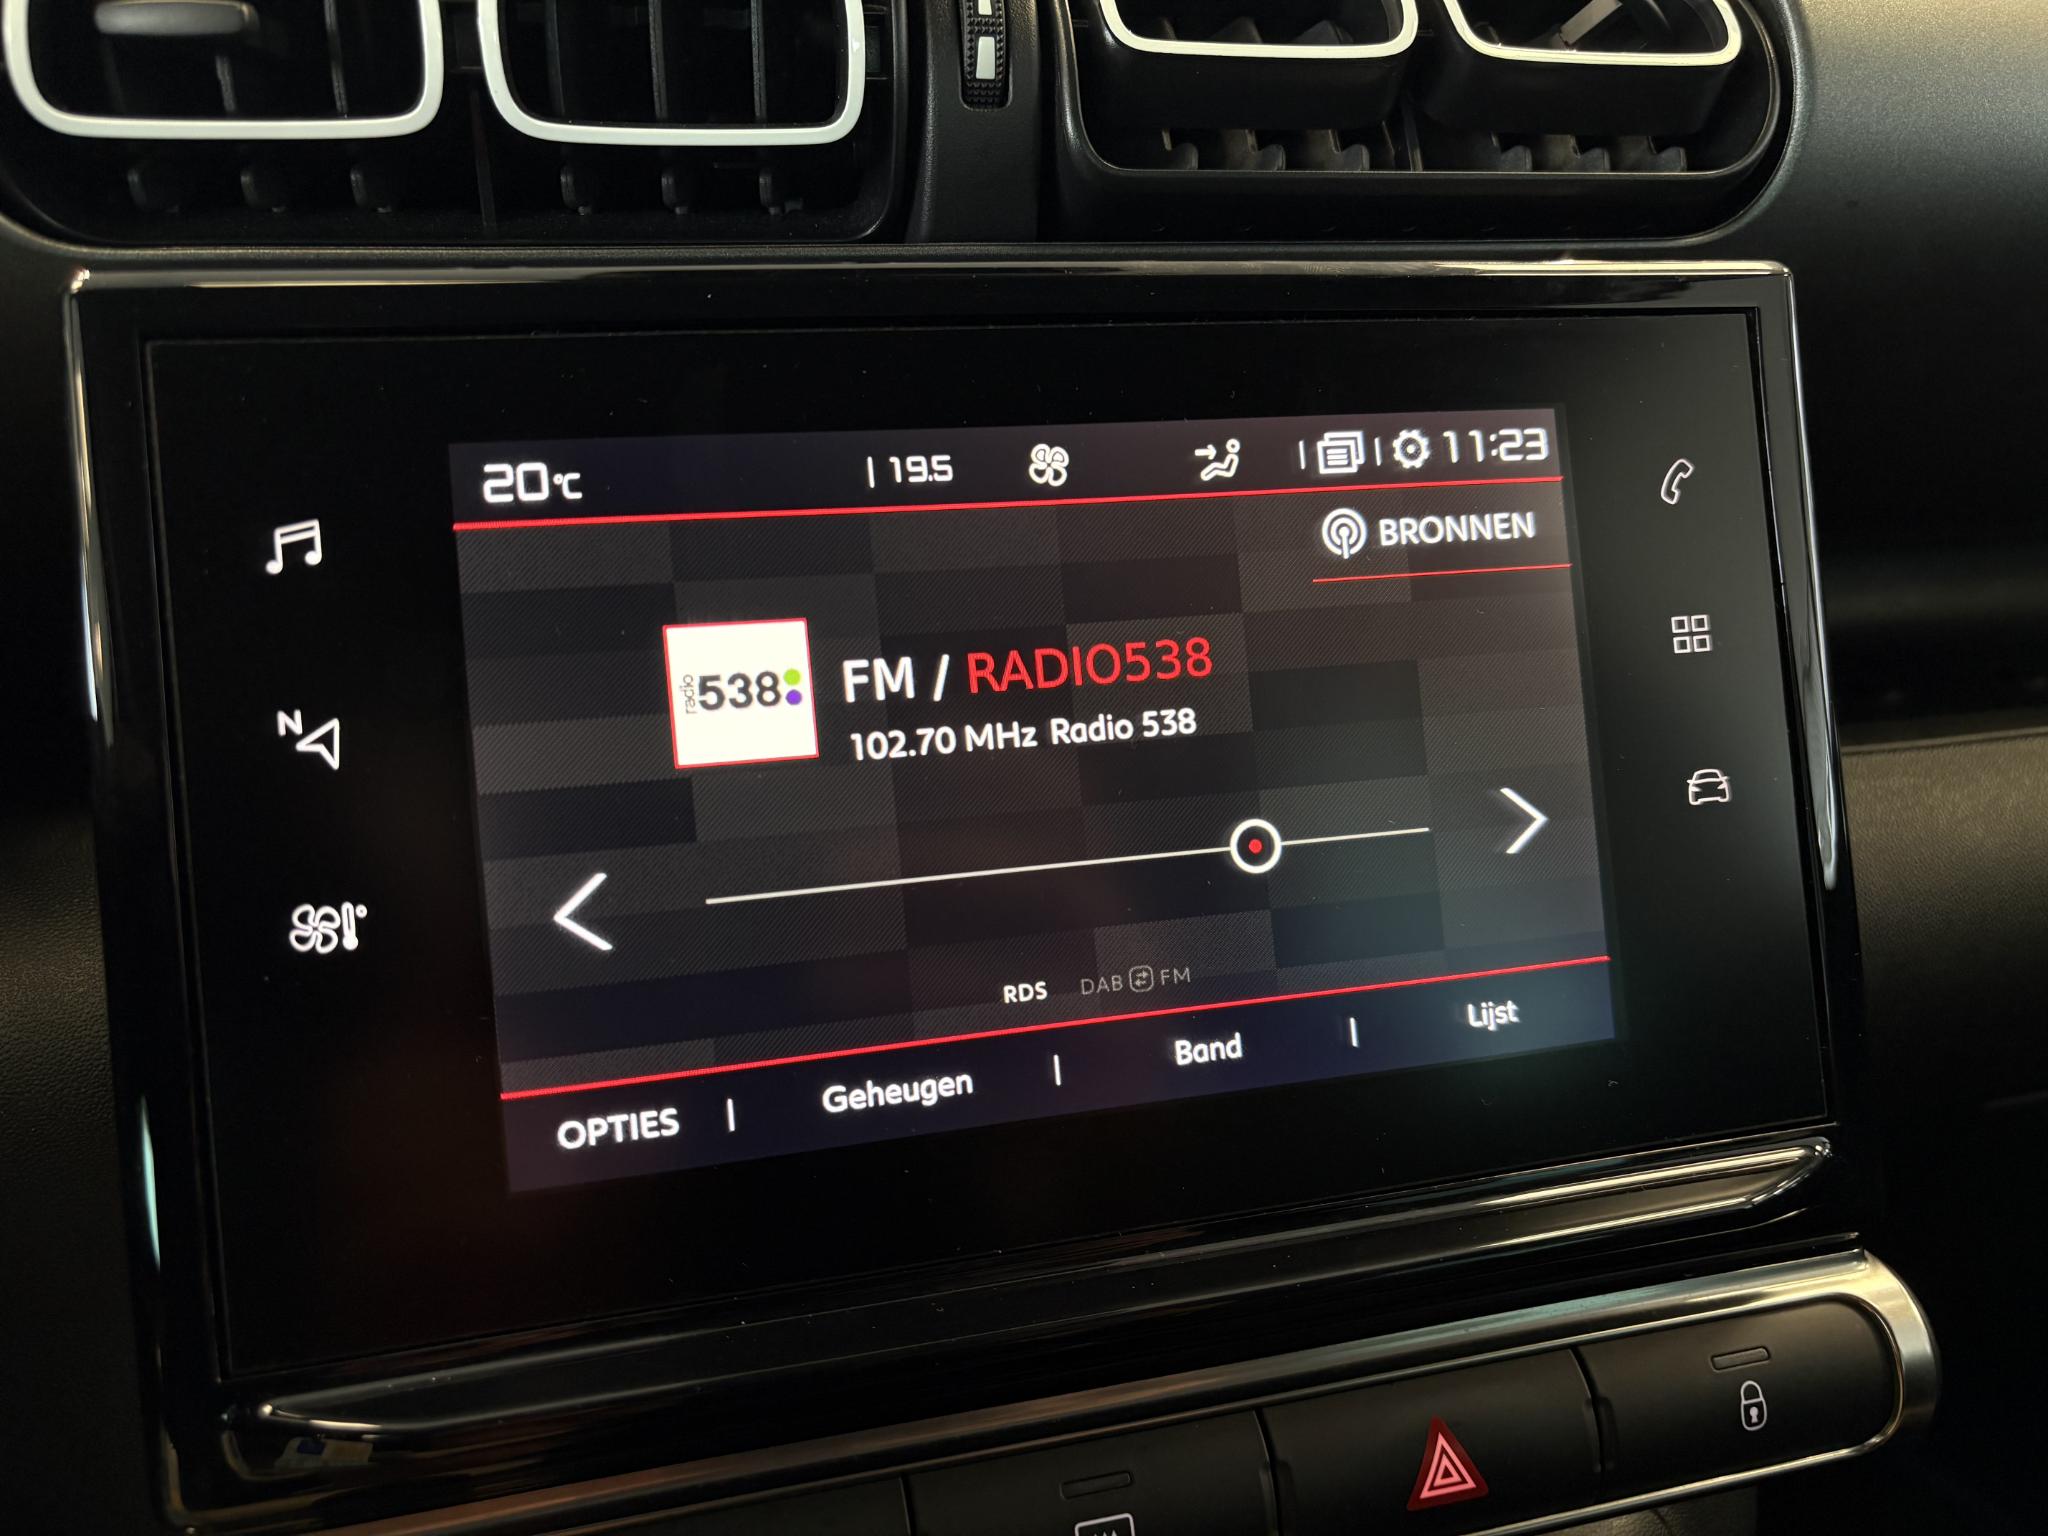 20°C | 19.5 | | 11:23
BRONNEN
radio 538
FM / RADIO538
102.70 MHz Radio 538
N
RDS DAB FM
OPTIES | Geheugen | Band | Lijst